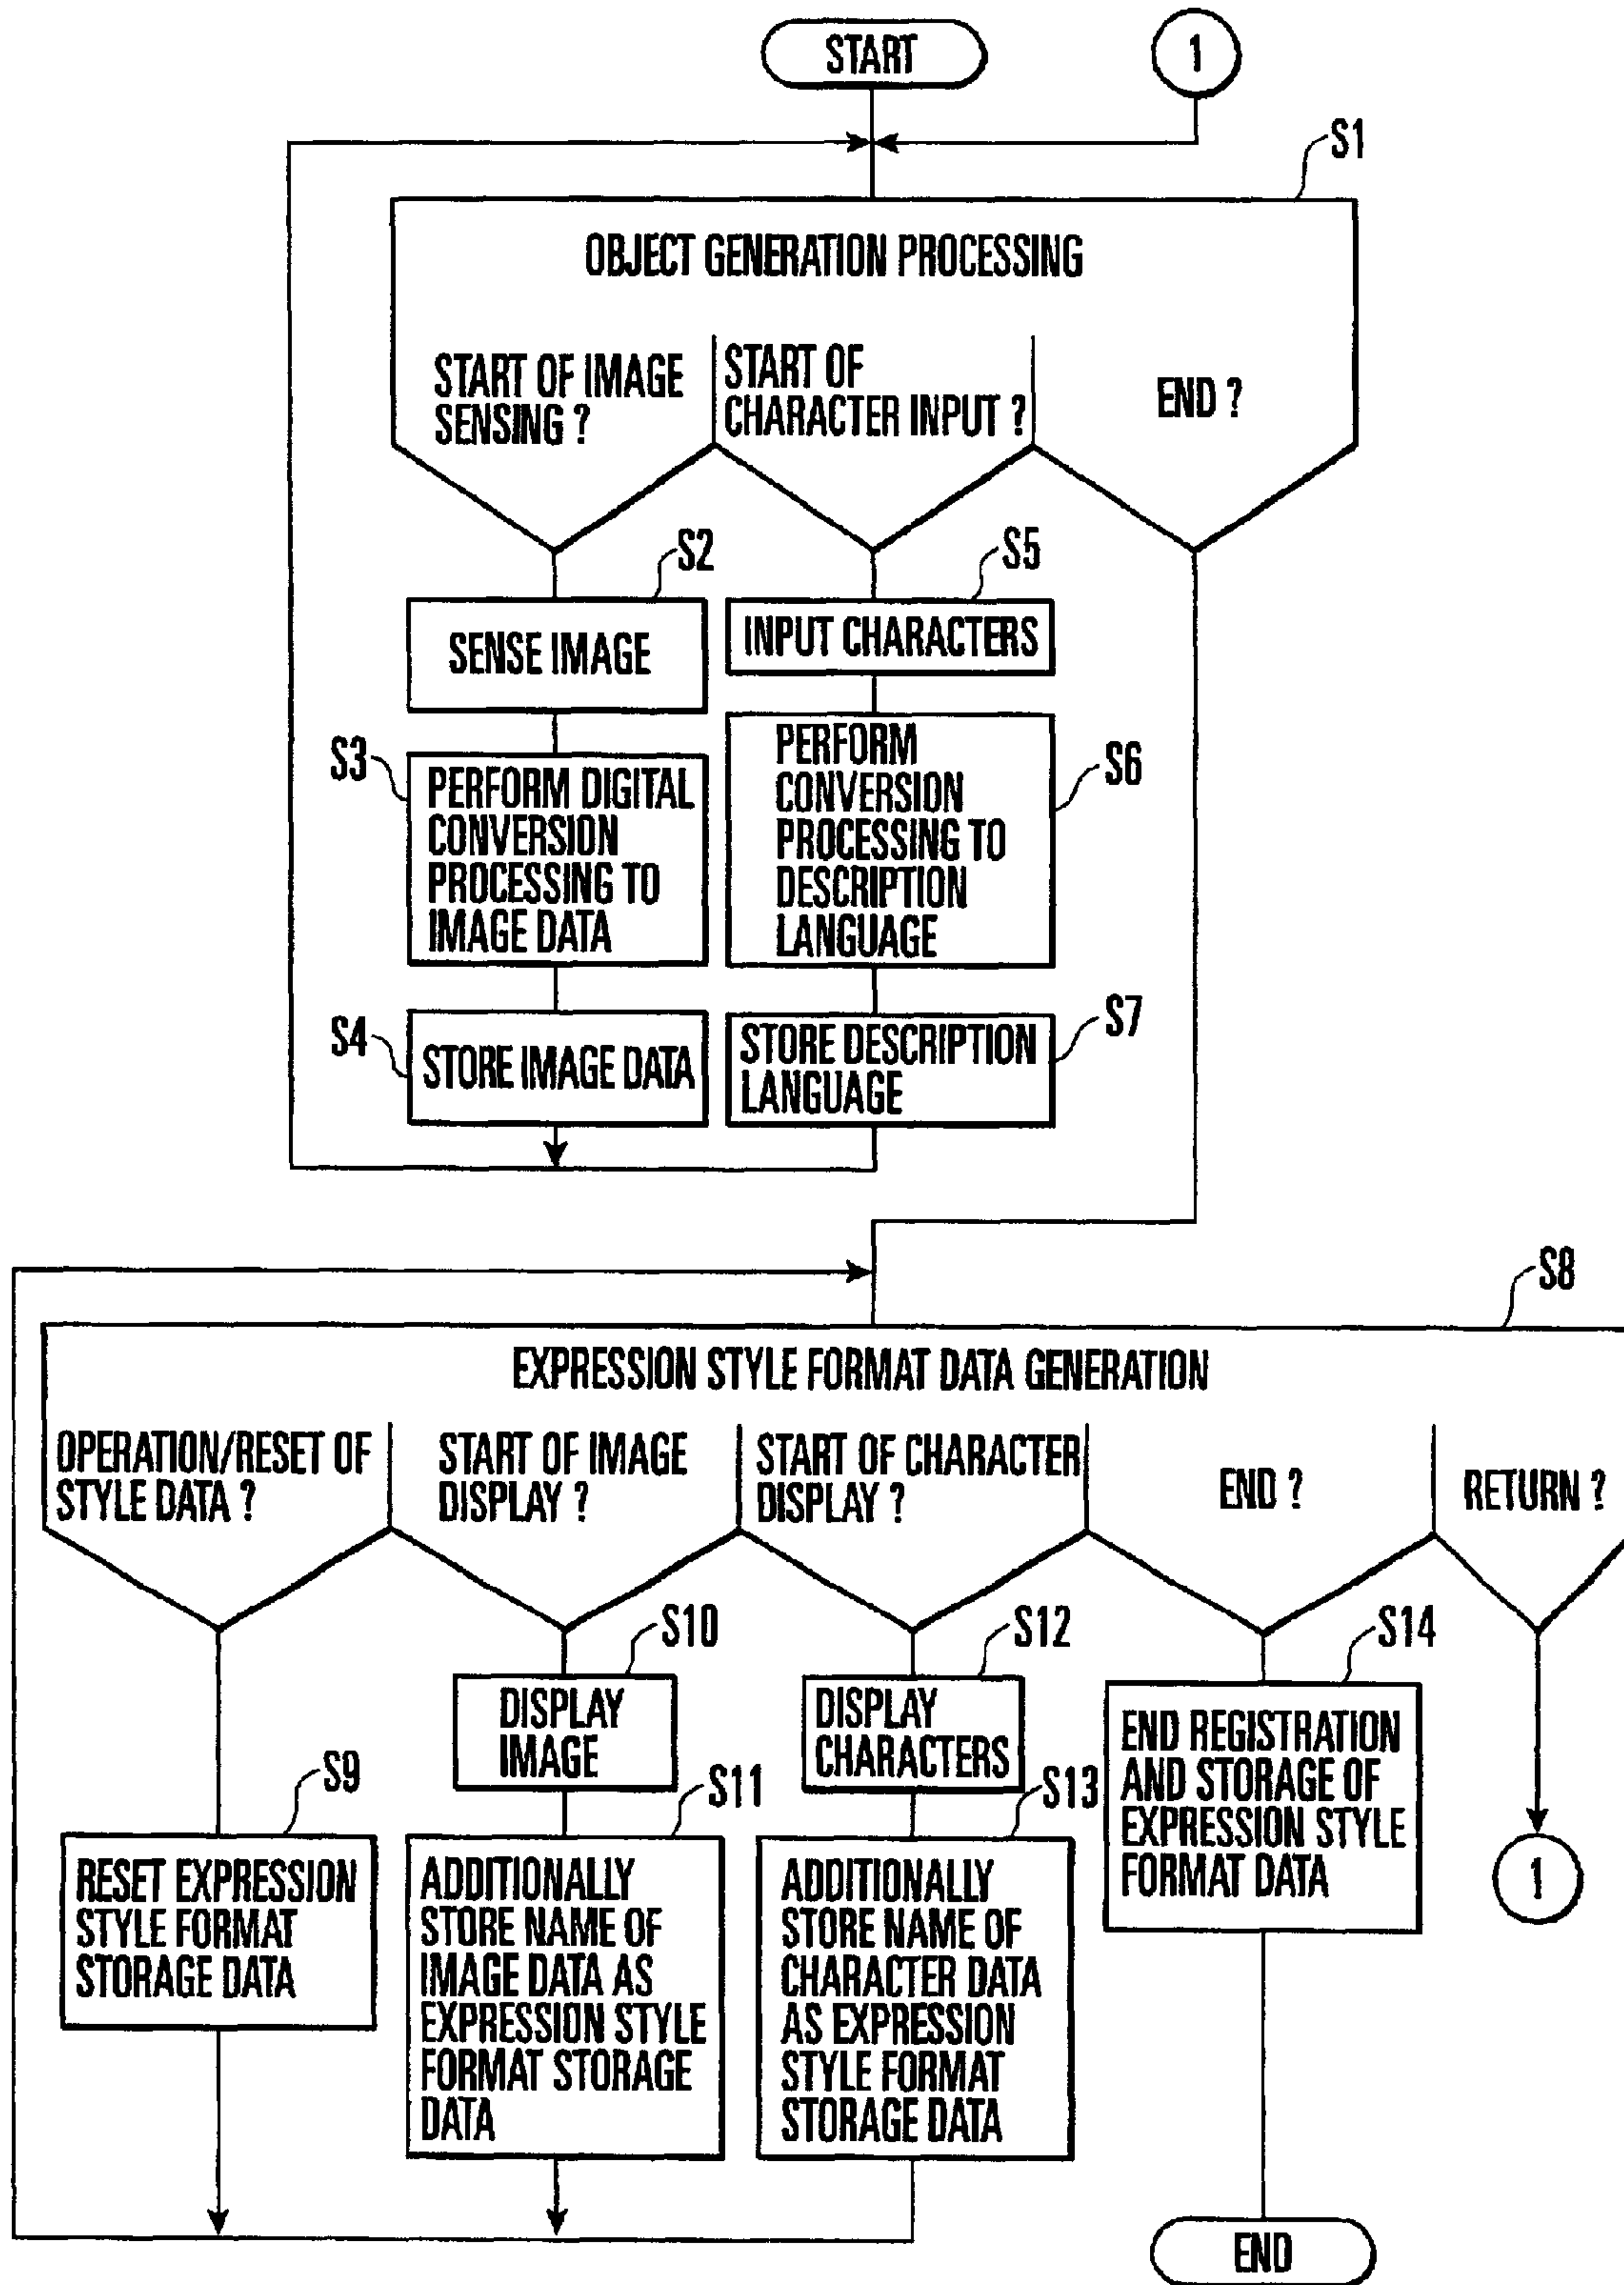 START
1
S1
OBJECT GENERATION PROCESSING
START OF IMAGE
SENSING ?
START OF
CHARACTER INPUT ?
END ?
S2
SENSE IMAGE
S3
PERFORM DIGITAL
CONVERSION
PROCESSING TO
IMAGE DATA
S4
STORE IMAGE DATA
S5
INPUT CHARACTERS
S6
PERFORM
CONVERSION
PROCESSING TO
DESCRIPTION
LANGUAGE
S7
STORE DESCRIPTION
LANGUAGE
S8
EXPRESSION STYLE FORMAT DATA GENERATION
OPERATION/RESET OF
STYLE DATA ?
START OF IMAGE
DISPLAY ?
START OF CHARACTER
DISPLAY ?
END ?
RETURN ?
S9
RESET EXPRESSION
STYLE FORMAT
STORAGE DATA
S10
DISPLAY
IMAGE
S11
ADDITIONALLY
STORE NAME OF
IMAGE DATA AS
EXPRESSION STYLE
FORMAT STORAGE
DATA
S12
DISPLAY
CHARACTERS
S13
ADDITIONALLY
STORE NAME OF
CHARACTER DATA
AS EXPRESSION
STYLE FORMAT
STORAGE DATA
S14
END REGISTRATION
AND STORAGE OF
EXPRESSION STYLE
FORMAT DATA
1
END